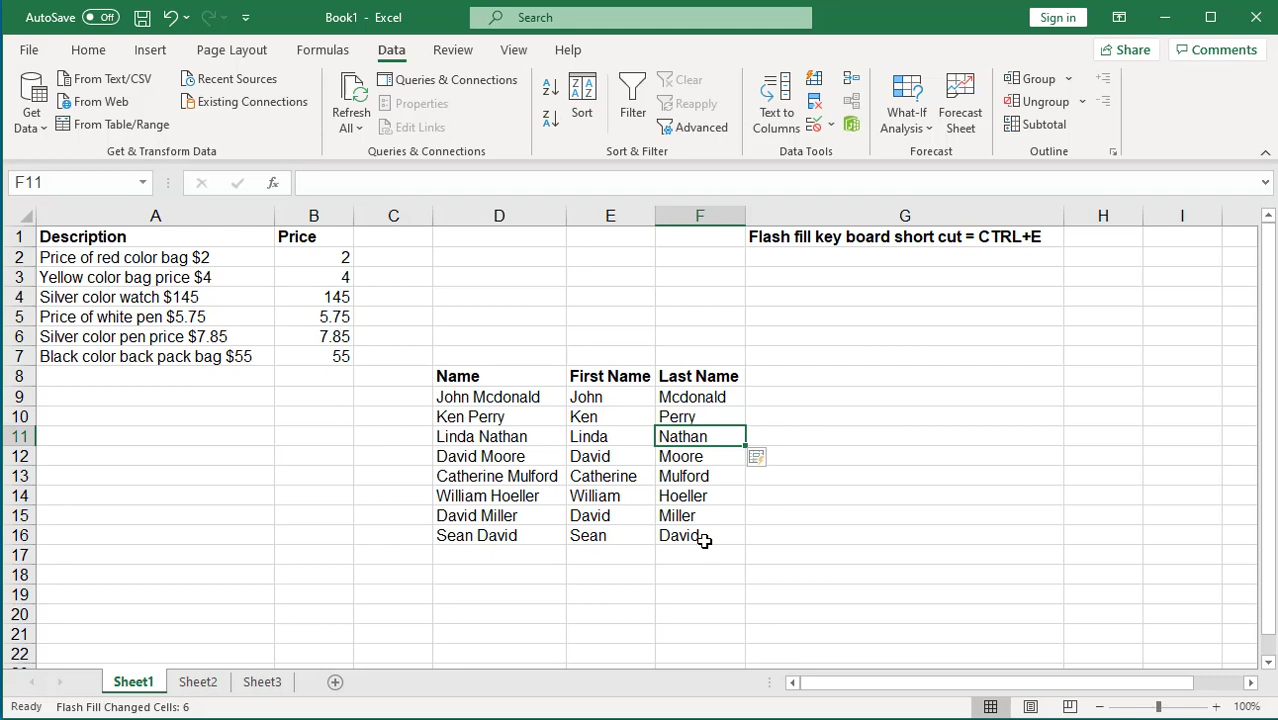 AutoSave Off Book1 - Excel Search Sign in
File Home Insert Page Layout Formulas Data Review View Help Share Comments
Get Data From Text/CSV From Web From Table/Range Recent Sources Existing Connections
Refresh All Queries & Connections Properties Edit Links
Sort Filter Clear Reapply Advanced
Text to Columns What-If Analysis Forecast Sheet Group Ungroup Subtotal
Get & Transform Data Queries & Connections Sort & Filter Data Tools Forecast Outline
F11 fx
A B C D E F G H I
1 Description Price Flash fill key board short cut = CTRL+E
2 Price of red color bag $2 2
3 Yellow color bag price $4 4
4 Silver color watch $145 145
5 Price of white pen $5.75 5.75
6 Silver color pen price $7.85 7.85
7 Black color back pack bag $55 55
8 Name First Name Last Name
9 John Mcdonald John Mcdonald
10 Ken Perry Ken Perry
11 Linda Nathan Linda Nathan
12 David Moore David Moore
13 Catherine Mulford Catherine Mulford
14 William Hoeller William Hoeller
15 David Miller David Miller
16 Sean David Sean David
17
18
19
20
21
22
Sheet1 Sheet2 Sheet3
Ready Flash Fill Changed Cells: 6 100%